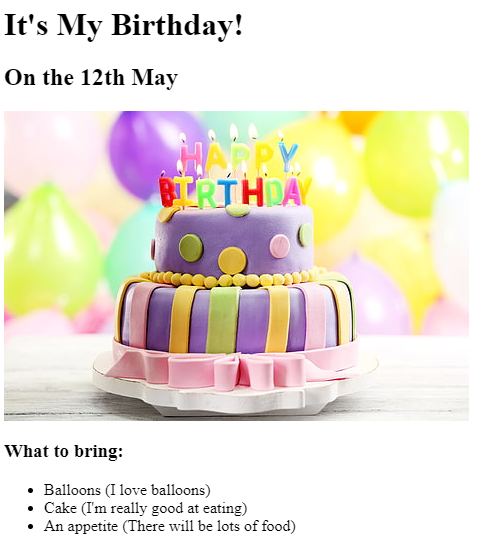 It's My Birthday!
On the 12th May
HAPPY
BIRTHDAY
What to bring:
Balloons (I love balloons)
Cake (I'm really good at eating)
An appetite (There will be lots of food)